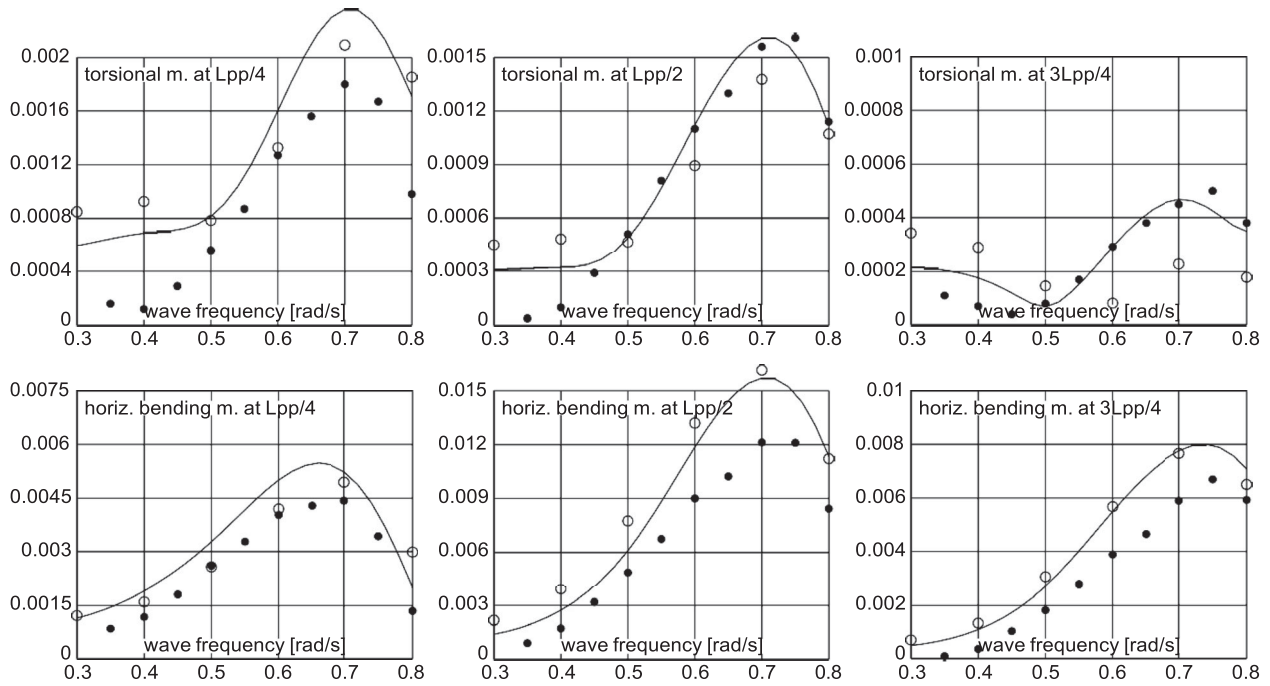 0.002
torsional m. at Lpp/4
0.0016
0.0012
0.0008
0.0004
wave frequency [rad/s]
0
0.3 0.4 0.5 0.6 0.7 0.8
0.0015
torsional m. at Lpp/2
0.0012
0.0009
0.0006
0.0003
wave frequency [rad/s]
0
0.3 0.4 0.5 0.6 0.7 0.8
0.001
torsional m. at 3Lpp/4
0.0008
0.0006
0.0004
0.0002
wave frequency [rad/s]
0
0.3 0.4 0.5 0.6 0.7 0.8
0.0075
horiz. bending m. at Lpp/4
0.006
0.0045
0.003
0.0015
wave frequency [rad/s]
0
0.3 0.4 0.5 0.6 0.7 0.8
0.015
horiz. bending m. at Lpp/2
0.012
0.009
0.006
0.003
wave frequency [rad/s]
0
0.3 0.4 0.5 0.6 0.7 0.8
0.01
horiz. bending m. at 3Lpp/4
0.008
0.006
0.004
0.002
wave frequency [rad/s]
0
0.3 0.4 0.5 0.6 0.7 0.8